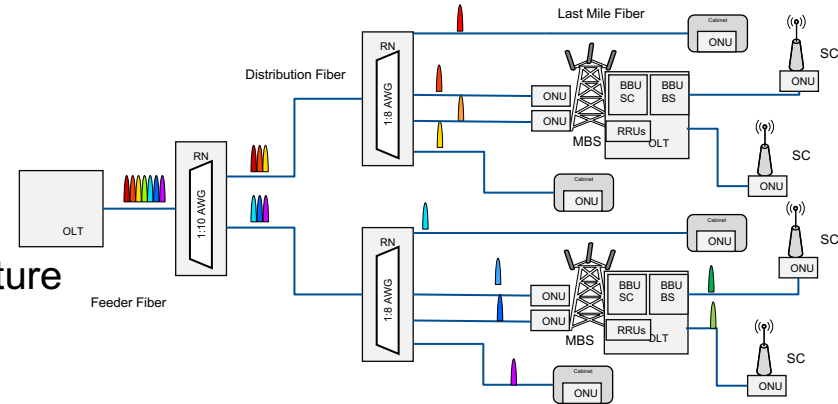 Last Mile Fiber
Cabinet
ONU
SC
ONU
RN
Distribution Fiber
1:8 AWG
ONU
ONU
BBU
SC
BBU
BS
MBS
RRUs
OLT
SC
ONU
Cabinet
ONU
RN
1:10 AWG
OLT
ture
Feeder Fiber
RN
1:8 AWG
Cabinet
ONU
SC
ONU
ONU
ONU
BBU
SC
BBU
BS
MBS
RRUs
OLT
SC
ONU
Cabinet
ONU